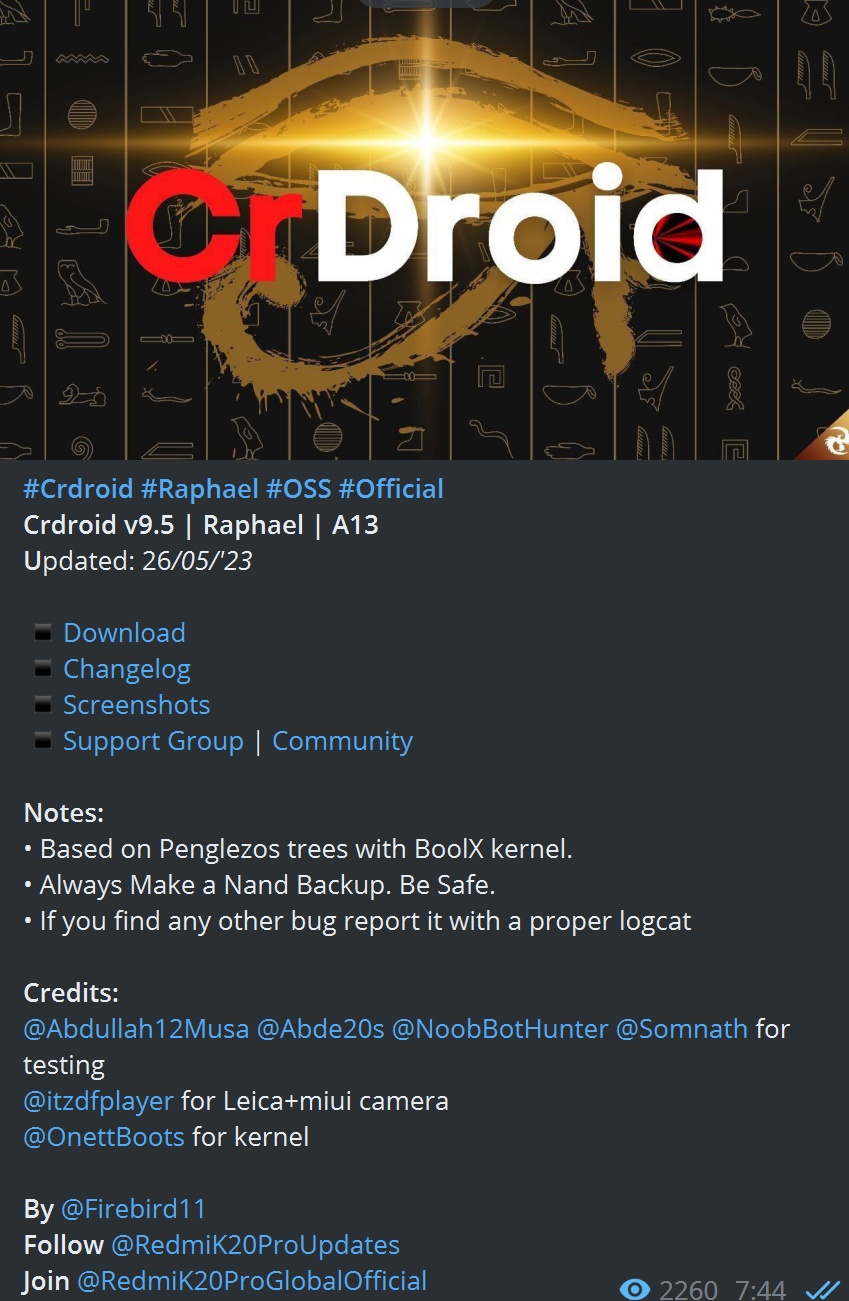 CrDroid
#Crdroid #Raphael #OSS #Official
Crdroid v9.5 | Raphael | A13
Updated: 26/05/'23
▪️ Download
▪️ Changelog
▪️ Screenshots
▪️ Support Group | Community
Notes:
• Based on Penglezos trees with BoolX kernel.
• Always Make a Nand Backup. Be Safe.
• If you find any other bug report it with a proper logcat
Credits:
@Abdullah12Musa @Abde20s @NoobBotHunter @Somnath for
testing
@itzdfplayer for Leica+miui camera
@OnettBoots for kernel
By @Firebird11
Follow @RedmiK20ProUpdates
Join @RedmiK20ProGlobalOfficial
2260 7:44